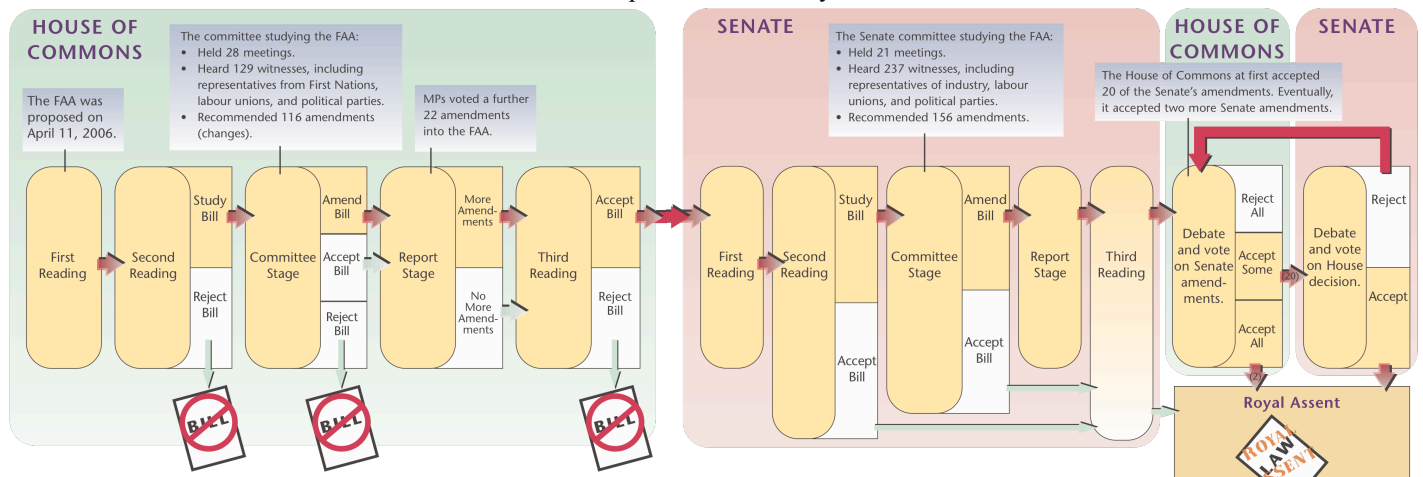 HOUSE OF
COMMONS
The FAA was
proposed on
April 11, 2006.
The committee studying the FAA:
• Held 28 meetings.
• Heard 129 witnesses, including
representatives from First Nations,
labour unions, and political parties.
• Recommended 116 amendments
(changes).
MPs voted a further
22 amendments
into the FAA.
First
Reading
Second
Reading
Study
Bill
Reject
Bill
Committee
Stage
Amend
Bill
Accept
Bill
Reject
Bill
Report
Stage
More
Amend-
ments
No
More
Amend-
ments
Third
Reading
Accept
Bill
Reject
Bill
BILL
BILL
BILL
SENATE
The Senate committee studying the FAA:
• Held 21 meetings.
• Heard 237 witnesses, including
representatives of industry, labour
unions, and political parties.
• Recommended 156 amendments.
First
Reading
Second
Reading
Study
Bill
Accept
Bill
Committee
Stage
Amend
Bill
Accept
Bill
Report
Stage
Third
Reading
HOUSE OF
COMMONS
The House of Commons at first accepted
20 of the Senate's amendments. Eventually,
it accepted two more Senate amendments.
Debate
and vote
on Senate
amend-
ments.
Reject
All
Accept
Some
Accept
All
(20)
(2)
SENATE
Debate
and vote
on House
decision.
Reject
Accept
Royal Assent
ROYAL
LAW